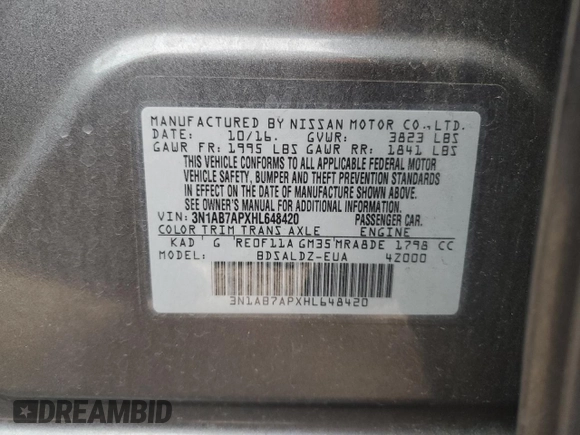 MANUFACTURED BY NISSAN MOTOR CO.,LTD.
DATE: 10/16. GVWR: 3823 LBS
GAWR FR: 1995 LBS GAWR RR: 1841 LBS
THIS VEHICLE CONFORMS TO ALL APPLICABLE FEDERAL MOTOR
VEHICLE SAFETY, BUMPER AND THEFT PREVENTION STANDARDS
IN EFFECT ON THE DATE OF MANUFACTURE SHOWN ABOVE. SEE
OWNER'S MANUAL FOR ADDITIONAL INFORMATION.
VIN: 3N1AB7APXHL648420 PASSENGER CAR.
COLOR TRIM TRANS AXLE ENGINE
KAD G REOF11A GM35 MRA8DE 1798 CC
MODEL: BDSALDZ-EUA 4Z000
3N1AB7APXHL648420
DREAMBID